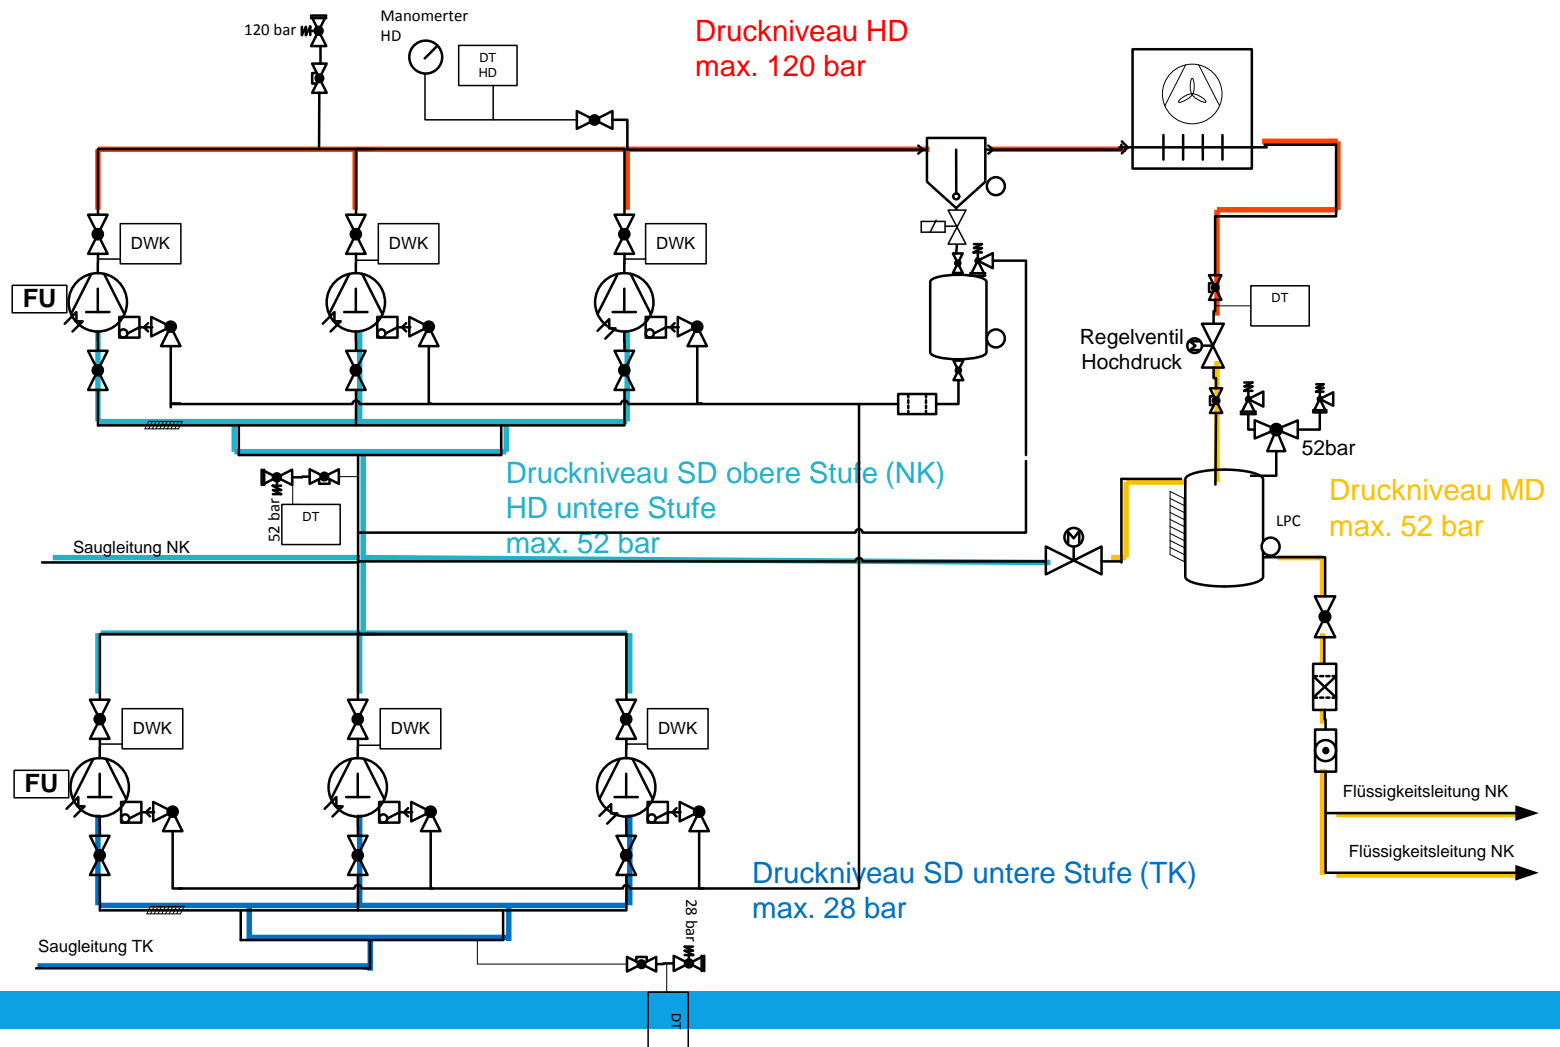 120 bar
Manomerter
HD
DT
HD
Druckniveau HD
max. 120 bar
DWK
DWK
DWK
FU
DT
Regelventil
Hochdruck
M
52bar
Druckniveau SD obere Stufe (NK)
HD untere Stufe
max. 52 bar
52 bar
DT
Druckniveau MD
max. 52 bar
LPC
Saugleitung NK
M
DWK
DWK
DWK
FU
Flüssigkeitsleitung NK
Flüssigkeitsleitung NK
Druckniveau SD untere Stufe (TK)
max. 28 bar
28 bar
Saugleitung TK
DT